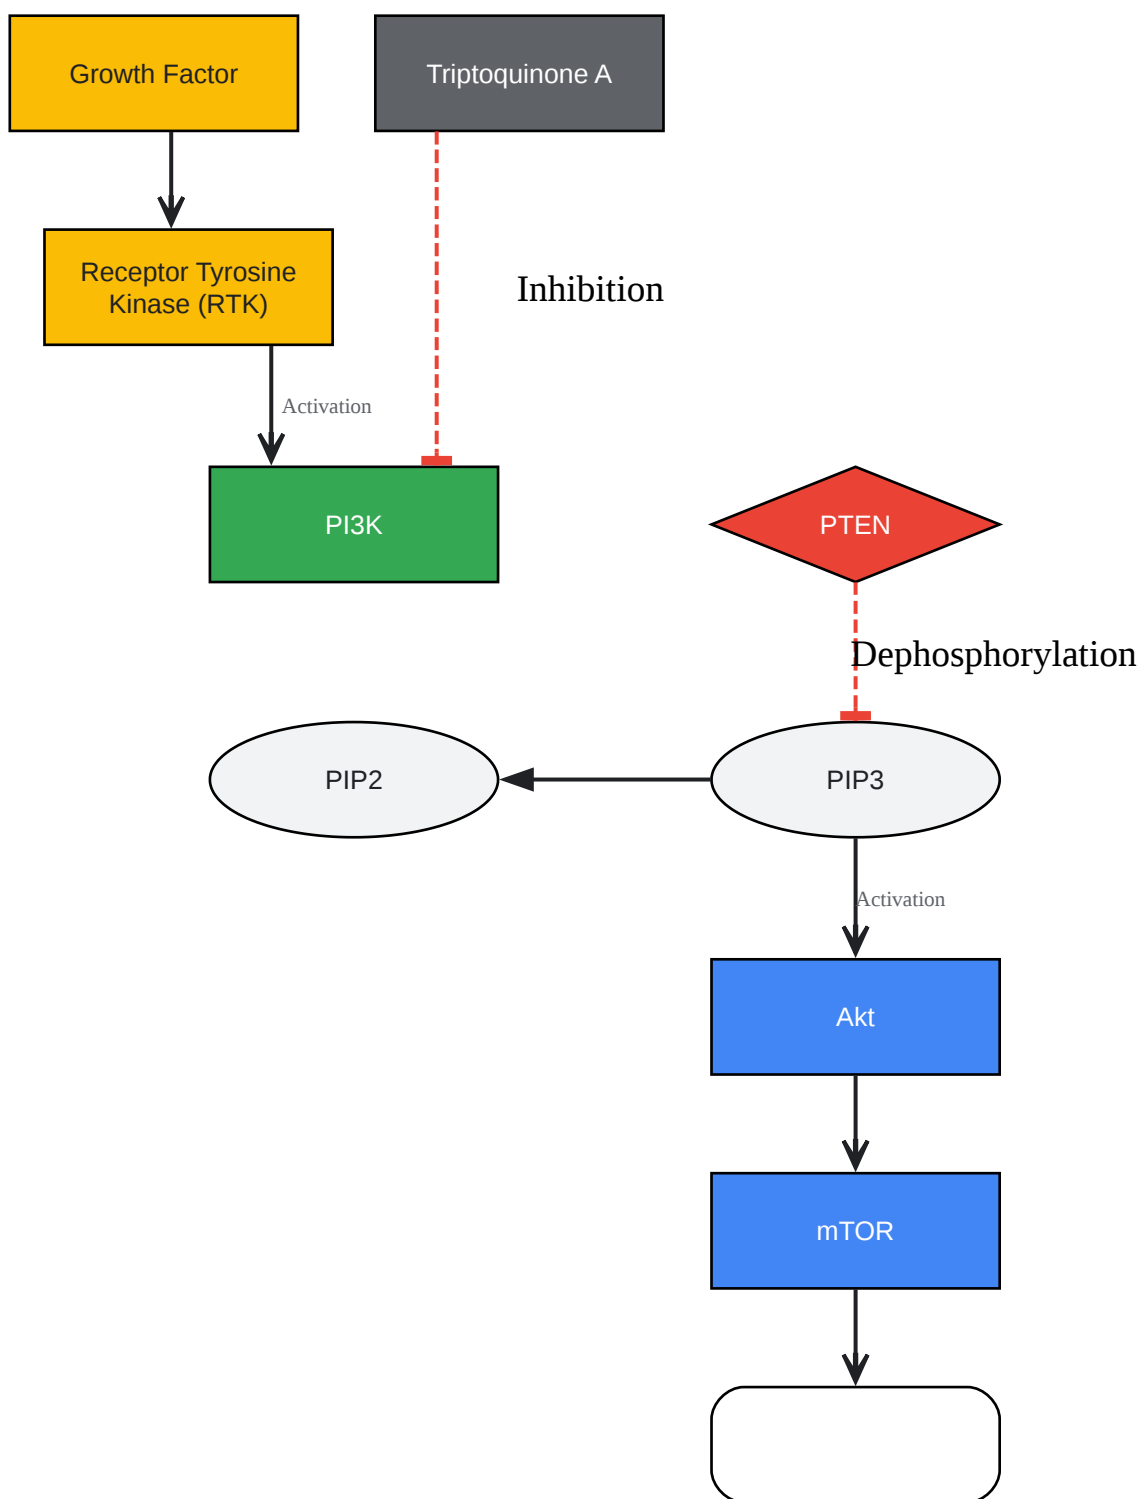 Growth Factor
Triptoquinone A
Receptor Tyrosine
Kinase (RTK)
Inhibition
Activation
PI3K
PTEN
Dephosphorylation
PIP2
PIP3
Activation
Akt
mTOR